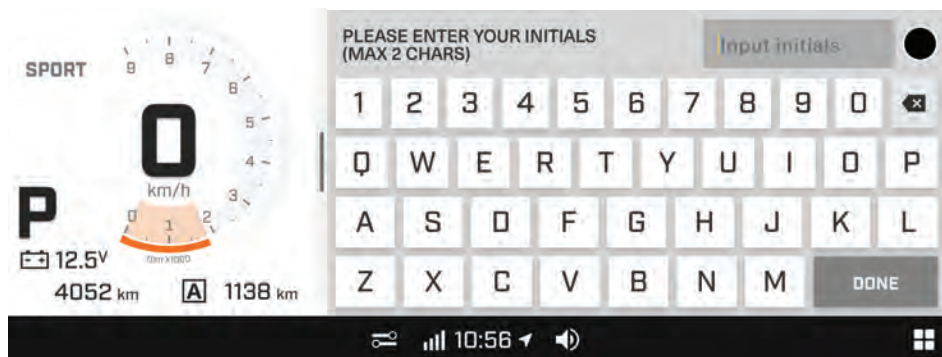 SPORT
9 8 7 6 5 4 3 2 1 0
0
km/h
rpm x1000
P
12.5V
4052 km A 1138 km
PLEASE ENTER YOUR INITIALS
(MAX 2 CHARS)
Input initials
1 2 3 4 5 6 7 8 9 0
Q W E R T Y U I O P
A S D F G H J K L
Z X C V B N M DONE
10:56